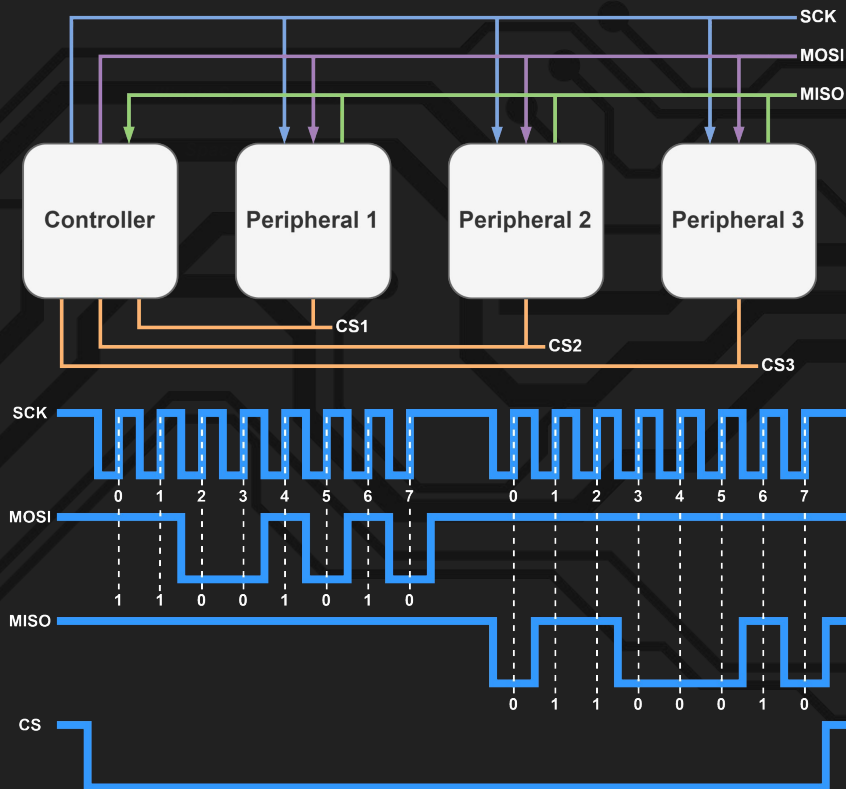 SCK
MOSI
MISO
Controller Peripheral 1 Peripheral 2 Peripheral 3
CS1
CS2
CS3
SCK
0 1 2 3 4 5 6 7 0 1 2 3 4 5 6 7
MOSI
1 1 0 0 1 0 1 0
MISO
0 1 1 0 0 0 1 0
CS